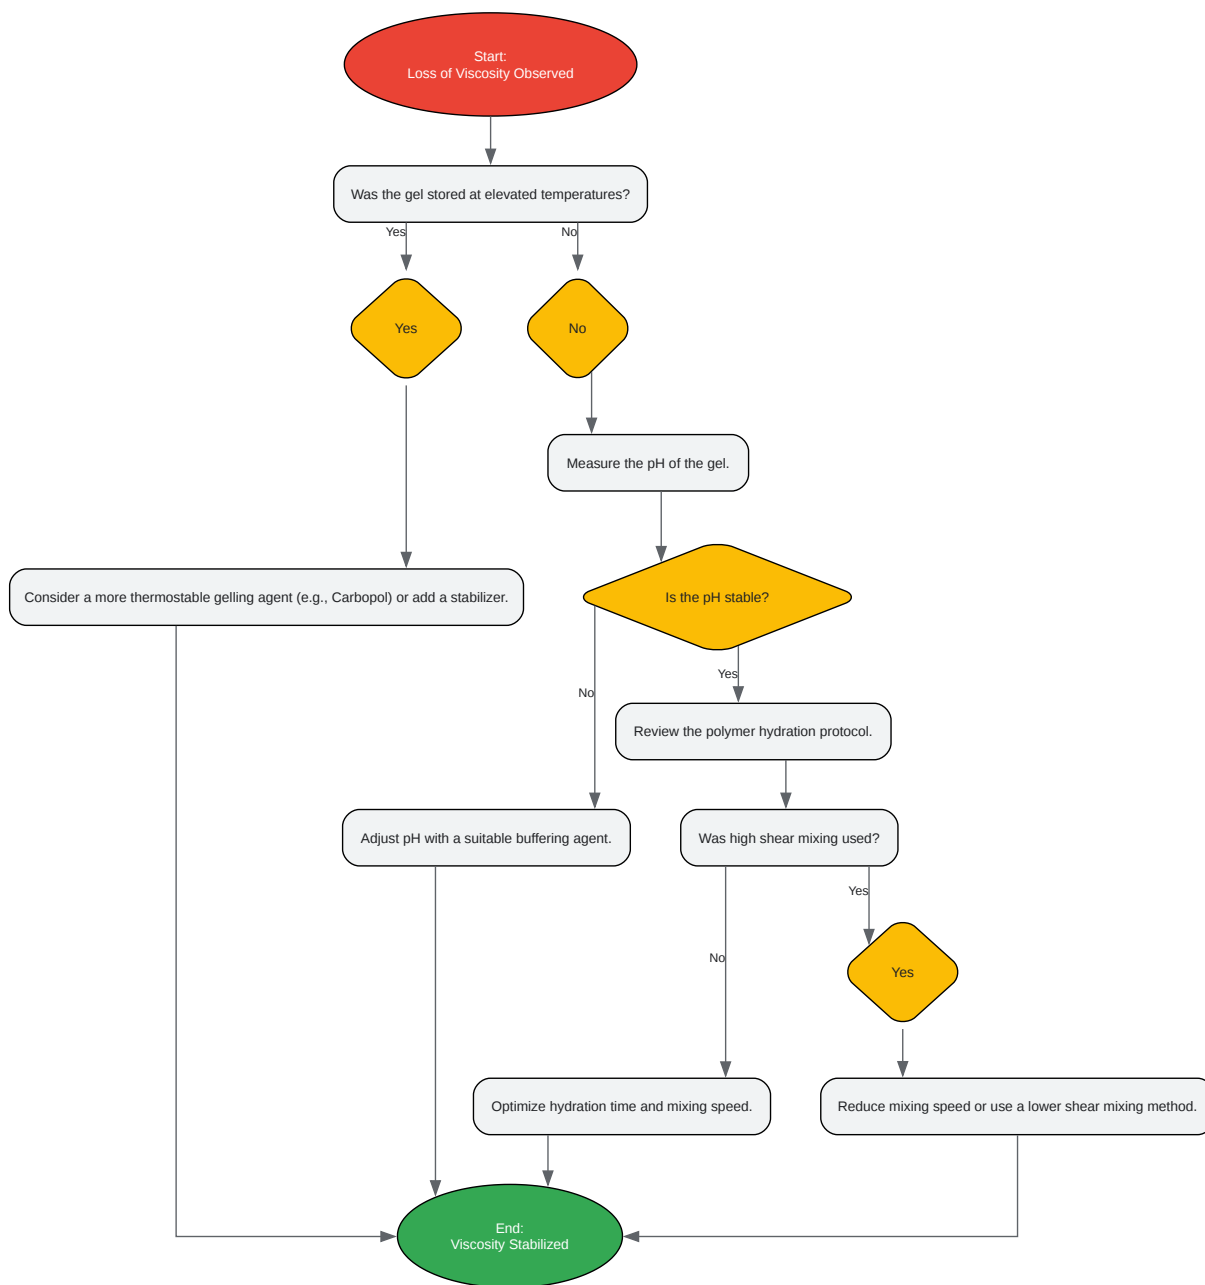 Start:
Loss of Viscosity Observed
Was the gel stored at elevated temperatures?
Yes
No
Yes
No
Measure the pH of the gel.
Consider a more thermostable gelling agent (e.g., Carbopol) or add a stabilizer.
Is the pH stable?
No
Yes
Review the polymer hydration protocol.
Adjust pH with a suitable buffering agent.
Was high shear mixing used?
Yes
No
Yes
Optimize hydration time and mixing speed.
Reduce mixing speed or use a lower shear mixing method.
End:
Viscosity Stabilized